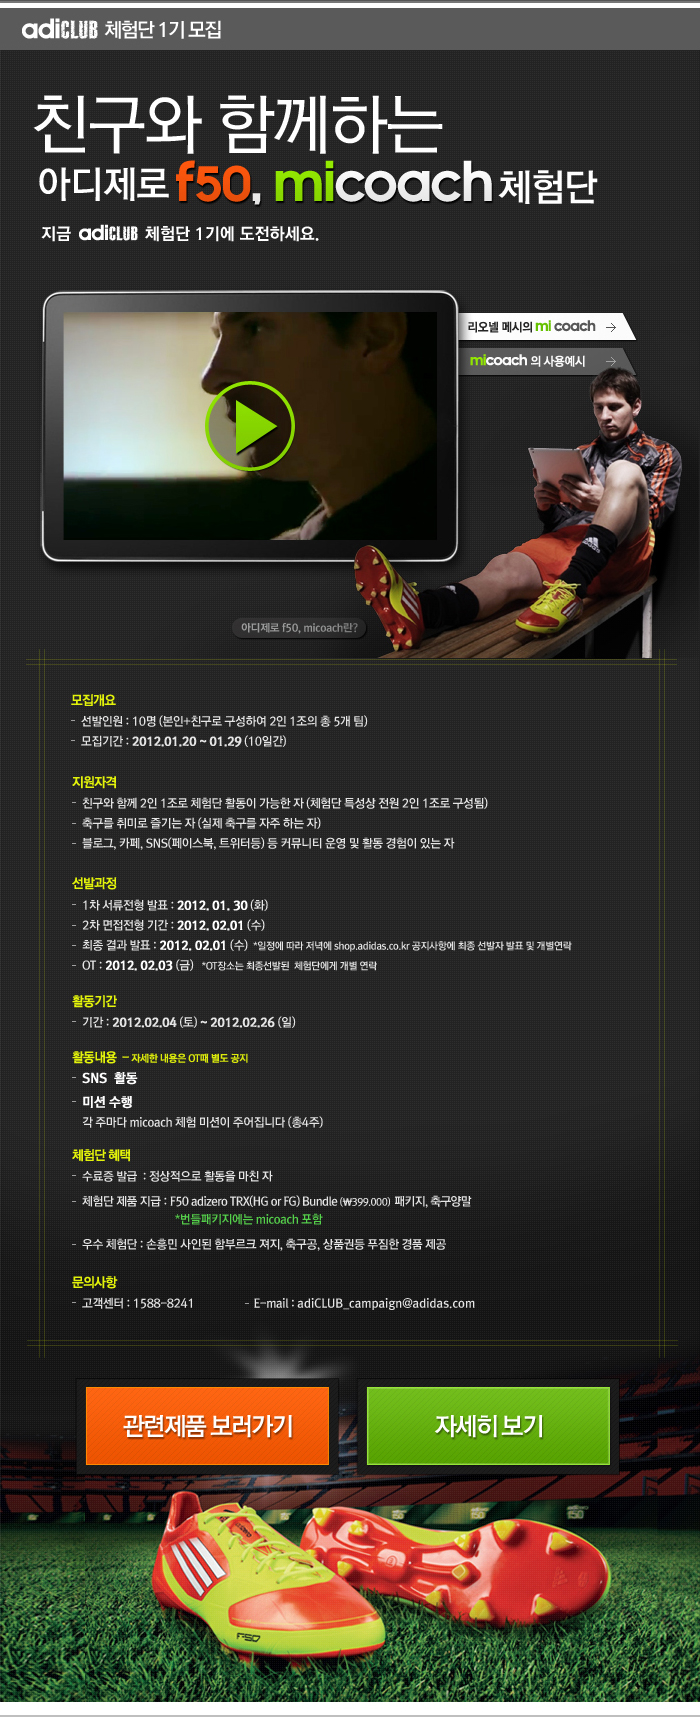 adiCLUB 체험단 1기 모집
친구와 함께하는
아디제로 f50, micoach 체험단
지금 adiCLUB 체험단 1기에 도전하세요.
리오넬 메시의 mi coach →
micoach 의 사용예시 →
아디제로 f50, micoach란?
모집개요
- 선발인원 : 10명 (본인+친구로 구성하여 2인 1조의 총 5개 팀)
- 모집기간 : 2012.01.20 ~ 01.29 (10일간)
지원자격
- 친구와 함께 2인 1조로 체험단 활동이 가능한 자 (체험단 특성상 전원 2인 1조로 구성됨)
- 축구를 취미로 즐기는 자 (실제 축구를 자주 하는 자)
- 블로그, 카페, SNS(페이스북, 트위터등) 등 커뮤니티 운영 및 활동 경험이 있는 자
선발과정
- 1차 서류전형 발표 : 2012. 01. 30 (화)
- 2차 면접전형 기간 : 2012. 02.01 (수)
- 최종 결과 발표 : 2012. 02.01 (수) *일정에 따라 저녁에 shop.adidas.co.kr 공지사항에 최종 선발자 발표 및 개별연락
- OT : 2012. 02.03 (금) *OT장소는 최종선발된 체험단에게 개별 연락
활동기간
- 기간 : 2012.02.04 (토) ~ 2012.02.26 (일)
활동내용 - 자세한 내용은 OT때 별도 공지
- SNS 활동
- 미션 수행
각 주마다 micoach 체험 미션이 주어집니다 (총4주)
체험단 혜택
- 수료증 발급 : 정상적으로 활동을 마친 자
- 체험단 제품 지급 : F50 adizero TRX(HG or FG) Bundle (₩399.000) 패키지, 축구양말
*번들패키지에는 micoach 포함
- 우수 체험단 : 손흥민 사인된 함부르크 져지, 축구공, 상품권등 푸짐한 경품 제공
문의사항
- 고객센터 : 1588-8241 - E-mail : adiCLUB_campaign@adidas.com
관련제품 보러가기
자세히 보기
F50